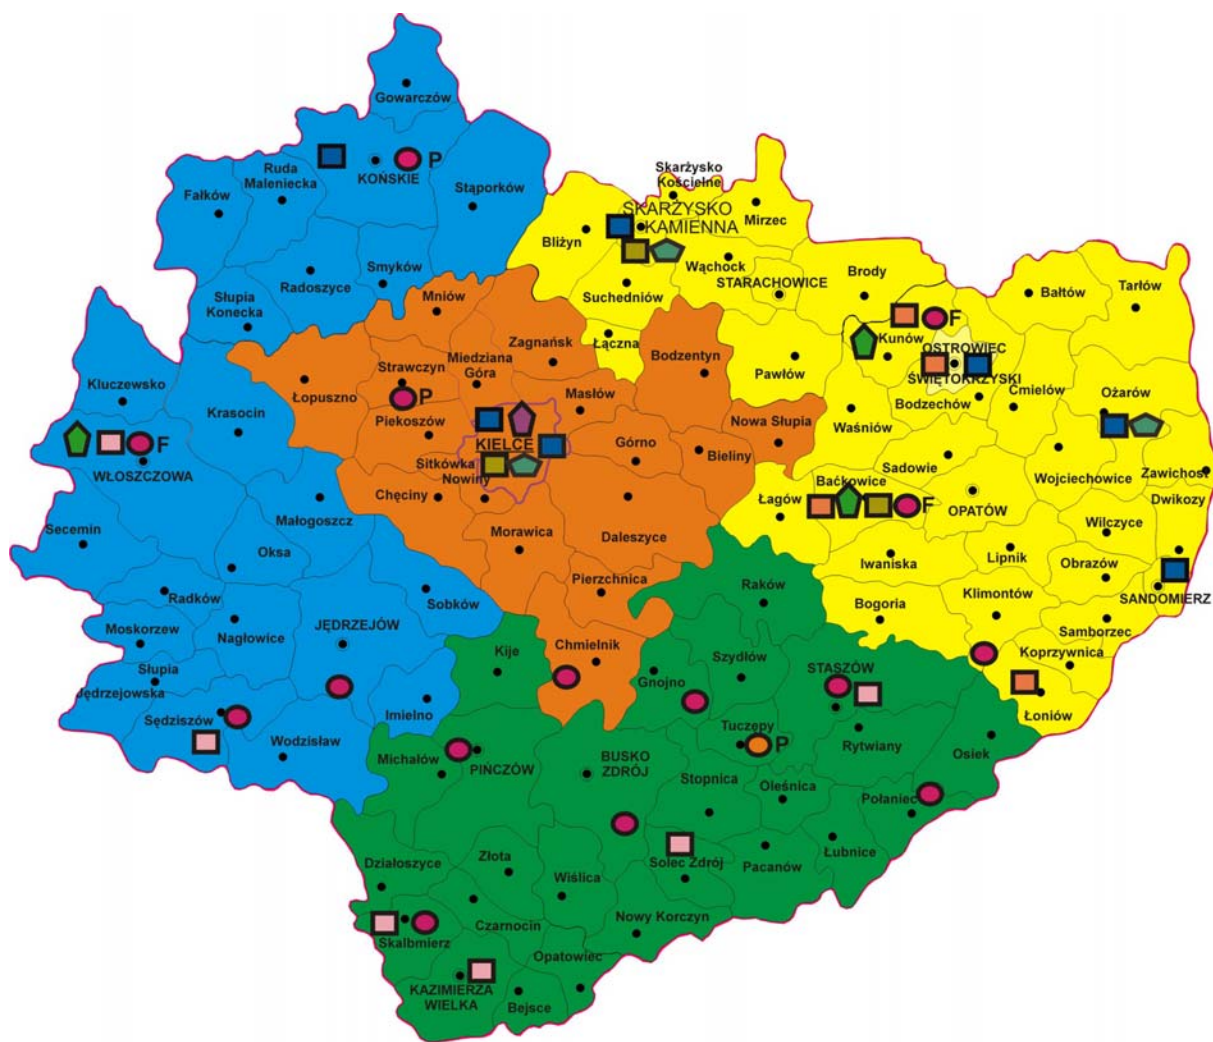 Gowarczów
Ruda
Maleniecka
KOŃSKIE
P
Stąporków
Fałków
Smyków
Radoszyce
Słupia
Konecka
Skarżysko
Kościelne
SKARŻYSKO
KAMIENNA
Mirzec
Bliżyn
Wąchock
STARACHOWICE
Suchedniów
Łączna
Brody
Bałtów
Tarłów
Mniów
Zagnańsk
Miedziana
Góra
Strawczyn
P
Łopuszno
Piekoszów
Masłów
Bodzentyn
Kluczewsko
Krasocin
F
WŁOSZCZOWA
KIELCE
Sitkówka
Nowiny
Chęciny
Górno
Bieliny
Nowa Słupia
Pawłów
Kunów
F
OSTROWIEC
ŚWIĘTOKRZYSKI
Bodzechów
Ćmielów
Ożarów
Waśniów
Sadowie
Wojciechowice
Zawichost
Dwikozy
Łagów
Baćkowice
F
OPATÓW
Wilczyce
Małogoszcz
Secemin
Oksa
Morawica
Daleszyce
Pierzchnica
Iwaniska
Lipnik
Obrazów
SANDOMIERZ
Radków
Sobków
Raków
Bogoria
Klimontów
Samborzec
Moskorzew
Nagłowice
JĘDRZEJÓW
Kije
Chmielnik
Gnojno
Szydłów
STASZÓW
Koprzywnica
Łoniów
Słupia
Jędrzejowska
Sędziszów
Imielno
Wodzisław
Michałów
PIŃCZÓW
BUSKO
ZDRÓJ
Tuczępy
P
Rytwiany
Osiek
Stopnica
Oleśnica
Połaniec
Łubnice
Pacanów
Solec Zdrój
Działoszyce
Złota
Wiślica
Nowy Korczyn
Skalbmierz
Czarnocin
Opatowiec
KAZIMIERZA
WIELKA
Bejsce